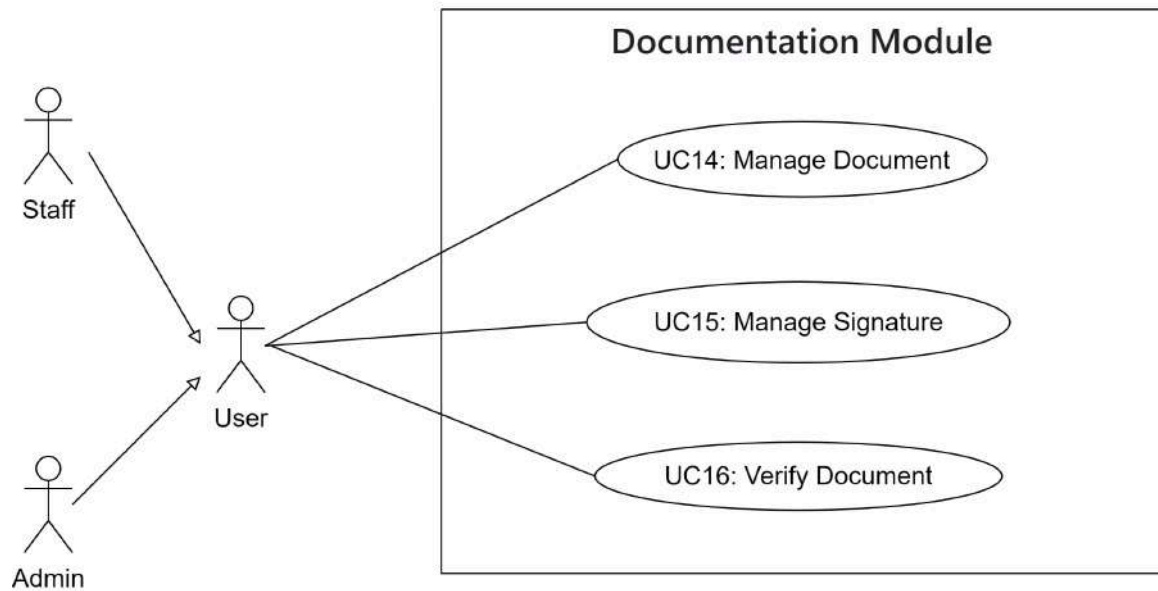 Documentation Module
Staff
UC14: Manage Document
User
UC15: Manage Signature
UC16: Verify Document
Admin